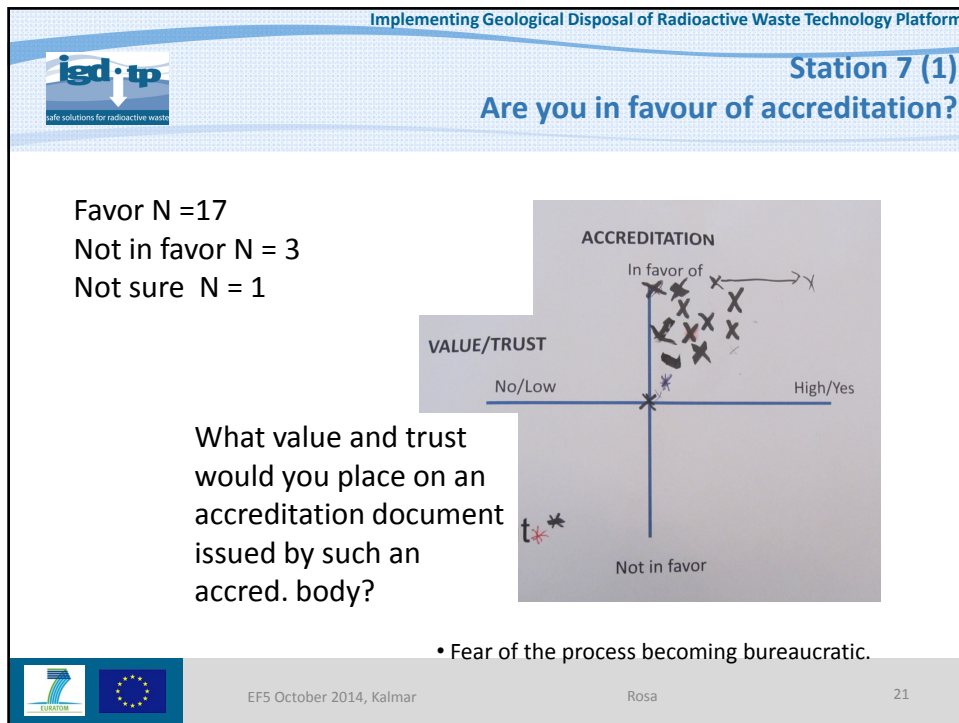 Implementing Geological Disposal of Radioactive Waste Technology Platform
igd·tp
safe solutions for radioactive waste
Station 7 (1)
Are you in favour of accreditation?
Favor N =17
Not in favor N = 3
Not sure N = 1
ACCREDITATION
In favor of
VALUE/TRUST
No/Low
High/Yes
Not in favor
What value and trust
would you place on an
accreditation document
issued by such an
accred. body?
• Fear of the process becoming bureaucratic.
7
EURATOM
EF5 October 2014, Kalmar
Rosa
21